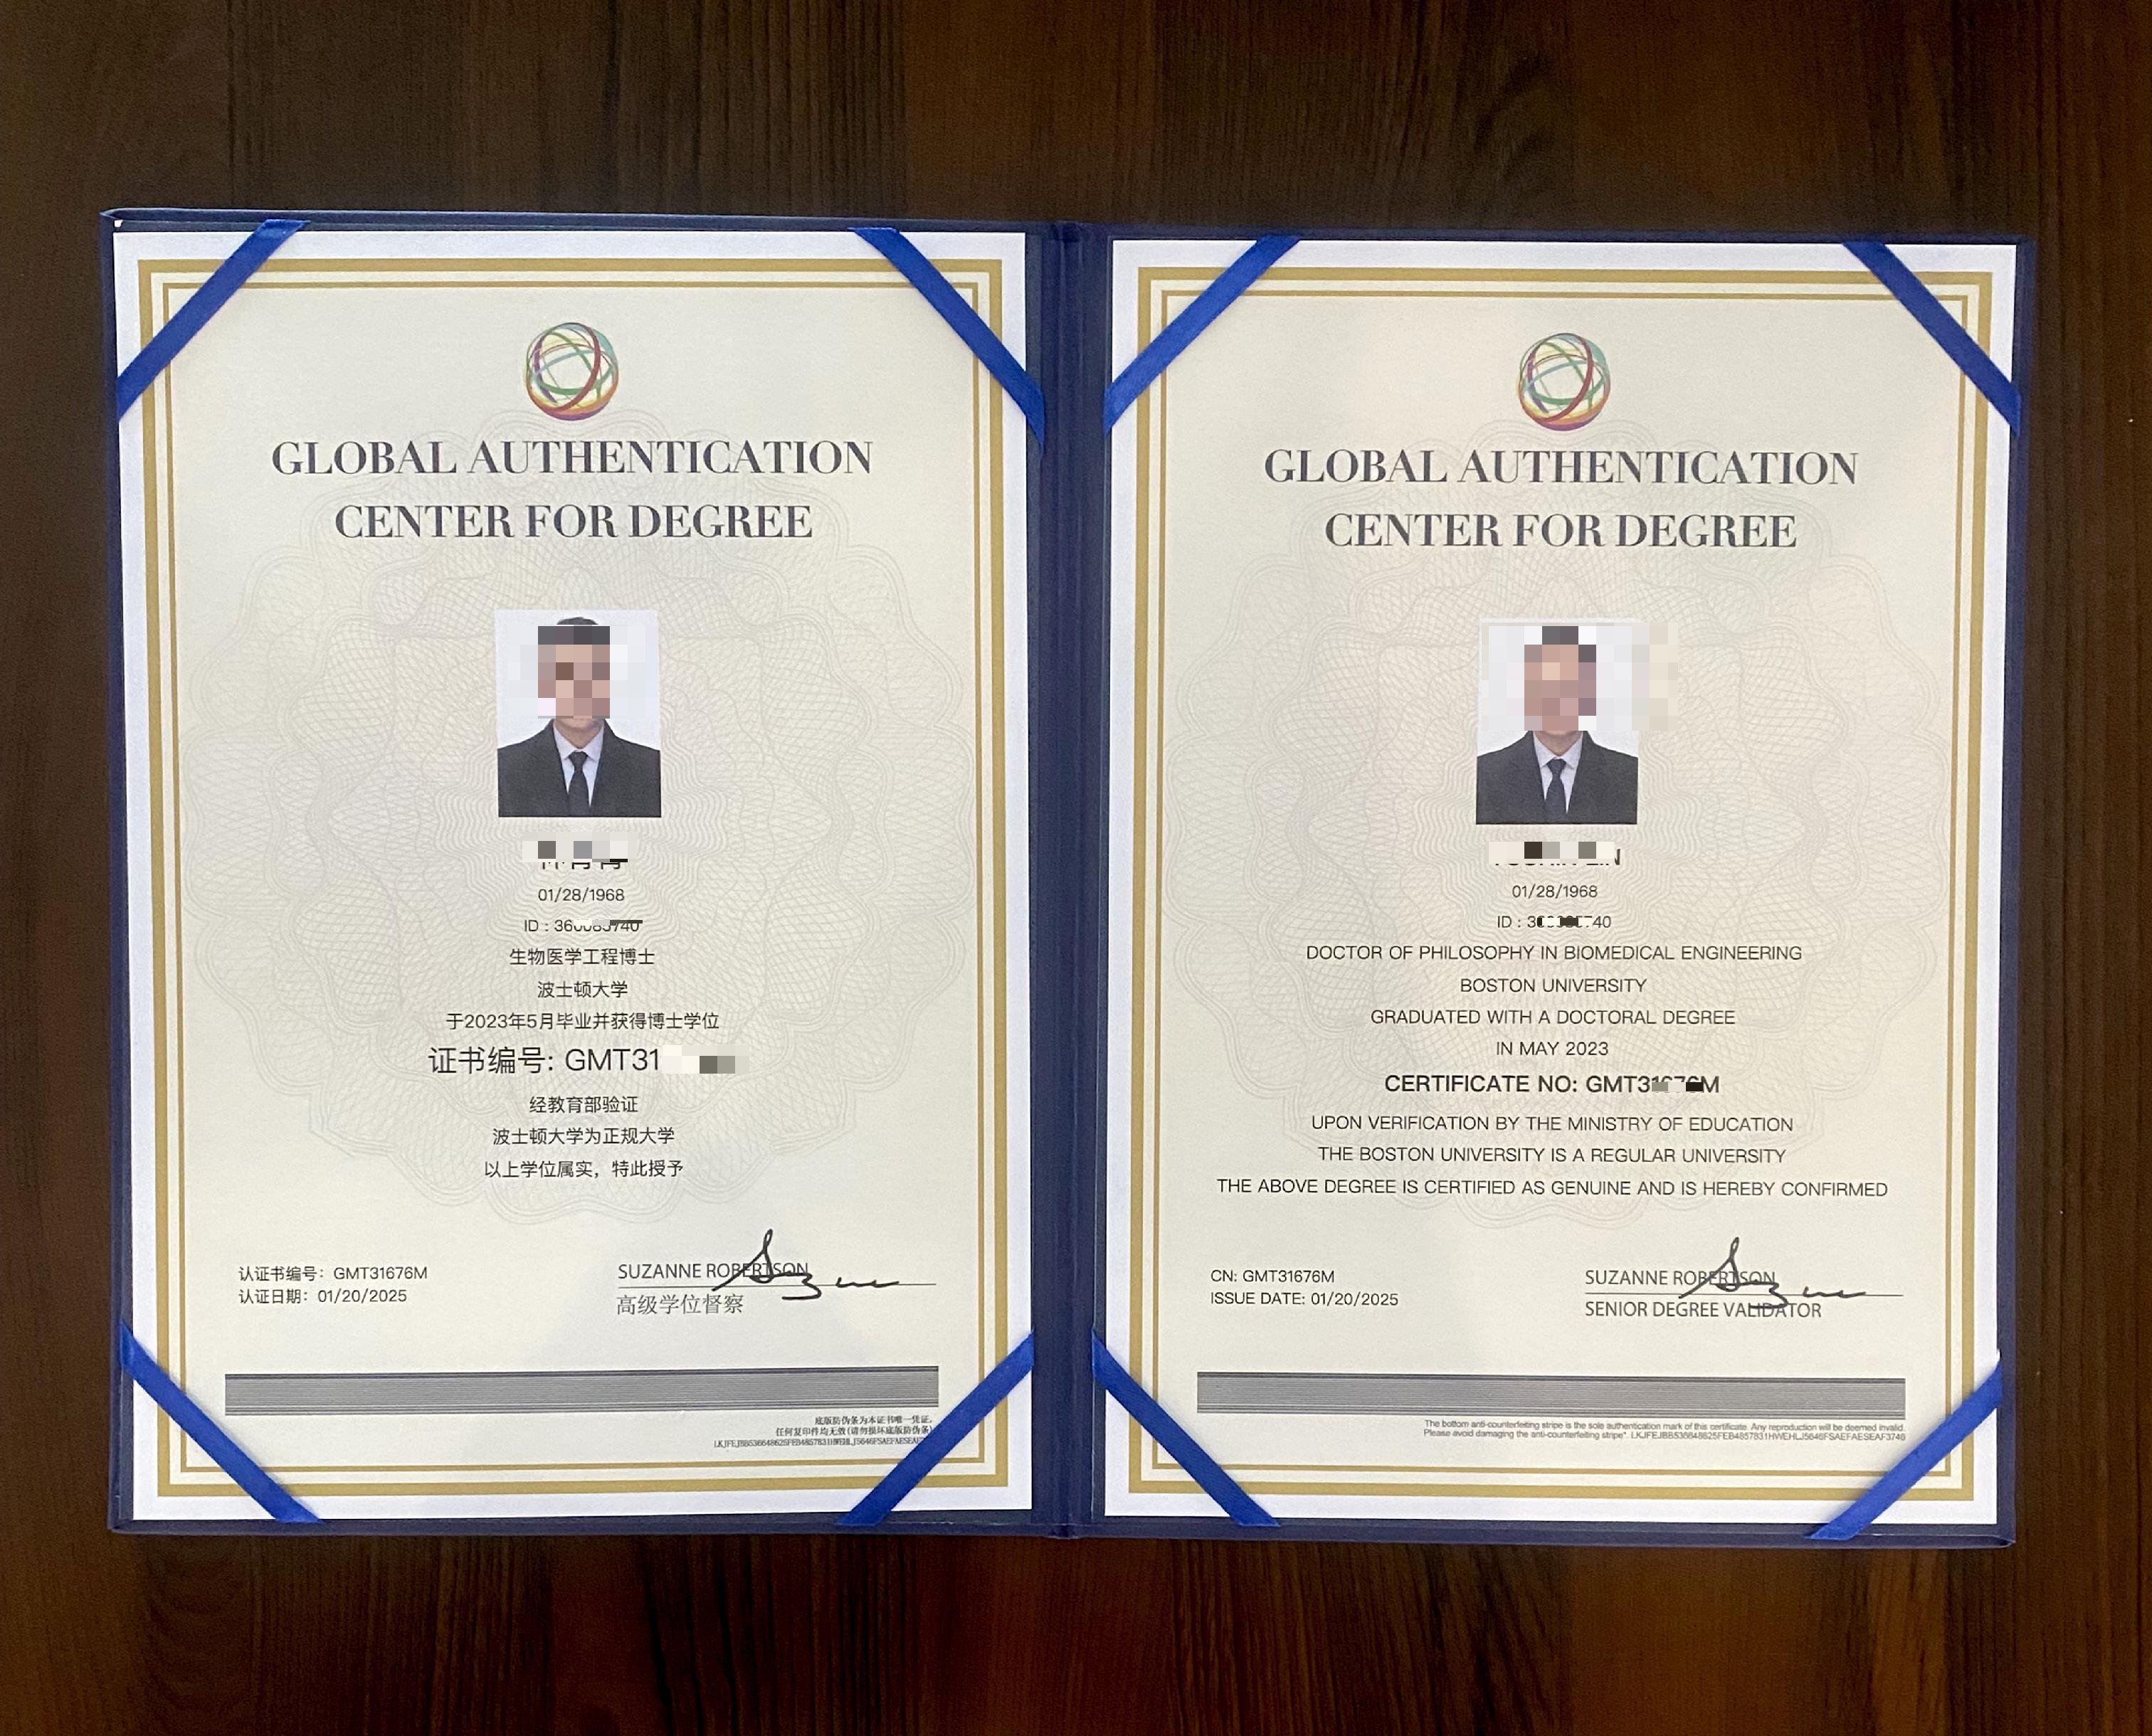 GLOBAL AUTHENTICATION
CENTER FOR DEGREE
01/28/1968
ID : 36
生物医学工程博士
波士顿大学
于2023年5月毕业并获得博士学位
证书编号: GMT31
经教育部验证
波士顿大学为正规大学
以上学位属实，特此授予
认证书编号: GMT31676M
认证日期: 01/20/2025
SUZANNE ROBERTSON
高级学位督察
底版防伪条为本证书唯一凭证,
任何复印件均无效(请勿损坏底版防伪条)
GLOBAL AUTHENTICATION
CENTER FOR DEGREE
01/28/1968
ID : 3
DOCTOR OF PHILOSOPHY IN BIOMEDICAL ENGINEERING
BOSTON UNIVERSITY
GRADUATED WITH A DOCTORAL DEGREE
IN MAY 2023
CERTIFICATE NO: GMT3
UPON VERIFICATION BY THE MINISTRY OF EDUCATION
THE BOSTON UNIVERSITY IS A REGULAR UNIVERSITY
THE ABOVE DEGREE IS CERTIFIED AS GENUINE AND IS HEREBY CONFIRMED
CN: GMT31676M
ISSUE DATE: 01/20/2025
SUZANNE ROBERTSON
SENIOR DEGREE VALIDATOR
The bottom anti-counterfeiting stripe is the sole authentication mark of this certificate. Any reproduction will be deemed invalid.
Please avoid damaging the anti-counterfeiting stripe*.